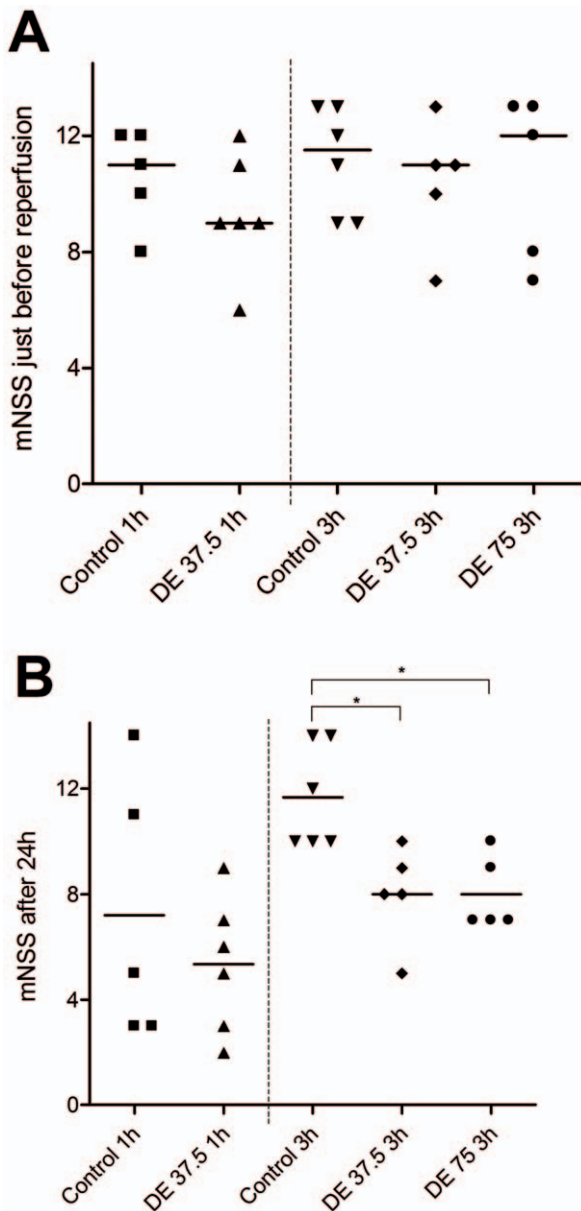 A
mNSS just before reperfusion
12
8
4
0
Control 1h
DE 37.5 1h
Control 3h
DE 37.5 3h
DE 75 3h
B
*
*
mNSS after 24h
12
8
4
0
Control 1h
DE 37.5 1h
Control 3h
DE 37.5 3h
DE 75 3h